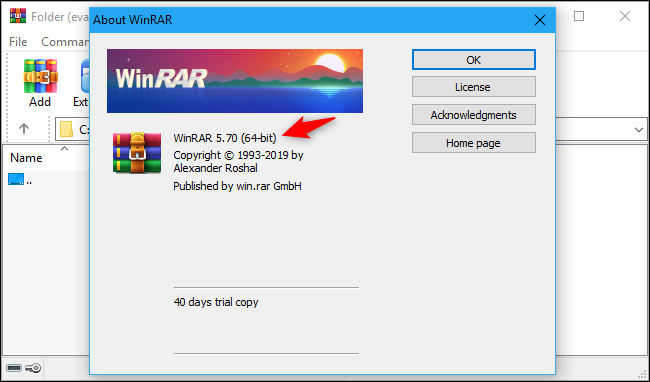 Folder (eva
About WinRAR
File Comman
WinRAR
OK
License
Acknowledgments
Home page
Add Ext
C:
Name
..
WinRAR 5.70 (64-bit)
Copyright © 1993-2019 by
Alexander Roshal
Published by win.rar GmbH
40 days trial copy